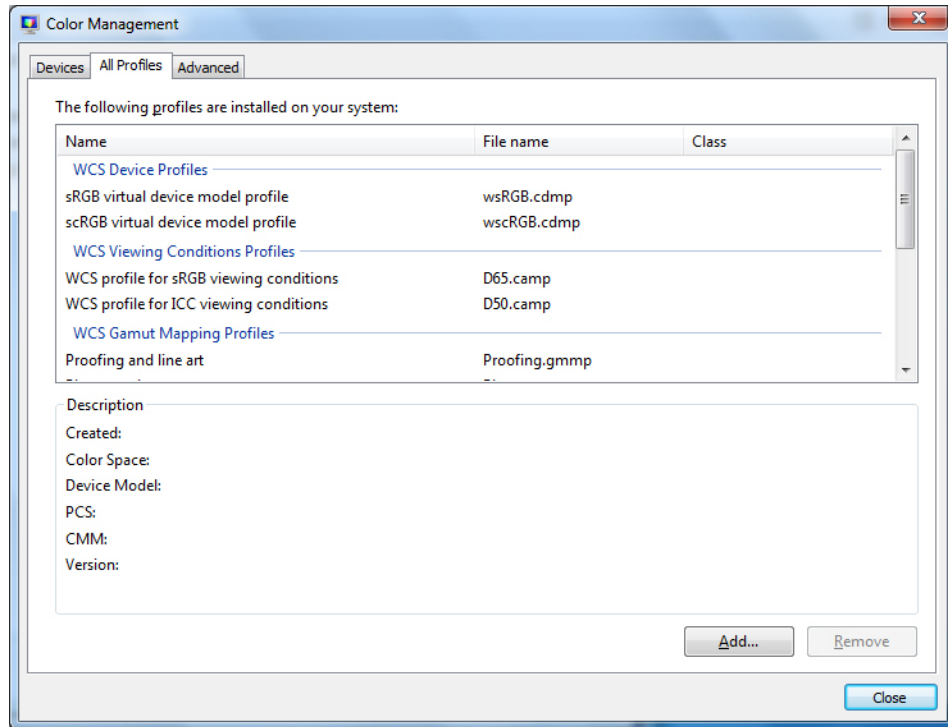 Color Management
Devices All Profiles Advanced
The following profiles are installed on your system:
Name File name Class
WCS Device Profiles
sRGB virtual device model profile wsRGB.cdmp
scRGB virtual device model profile wscRGB.cdmp
WCS Viewing Conditions Profiles
WCS profile for sRGB viewing conditions D65.camp
WCS profile for ICC viewing conditions D50.camp
WCS Gamut Mapping Profiles
Proofing and line art Proofing.gmmp
Description
Created:
Color Space:
Device Model:
PCS:
CMM:
Version:
Add... Remove
Close